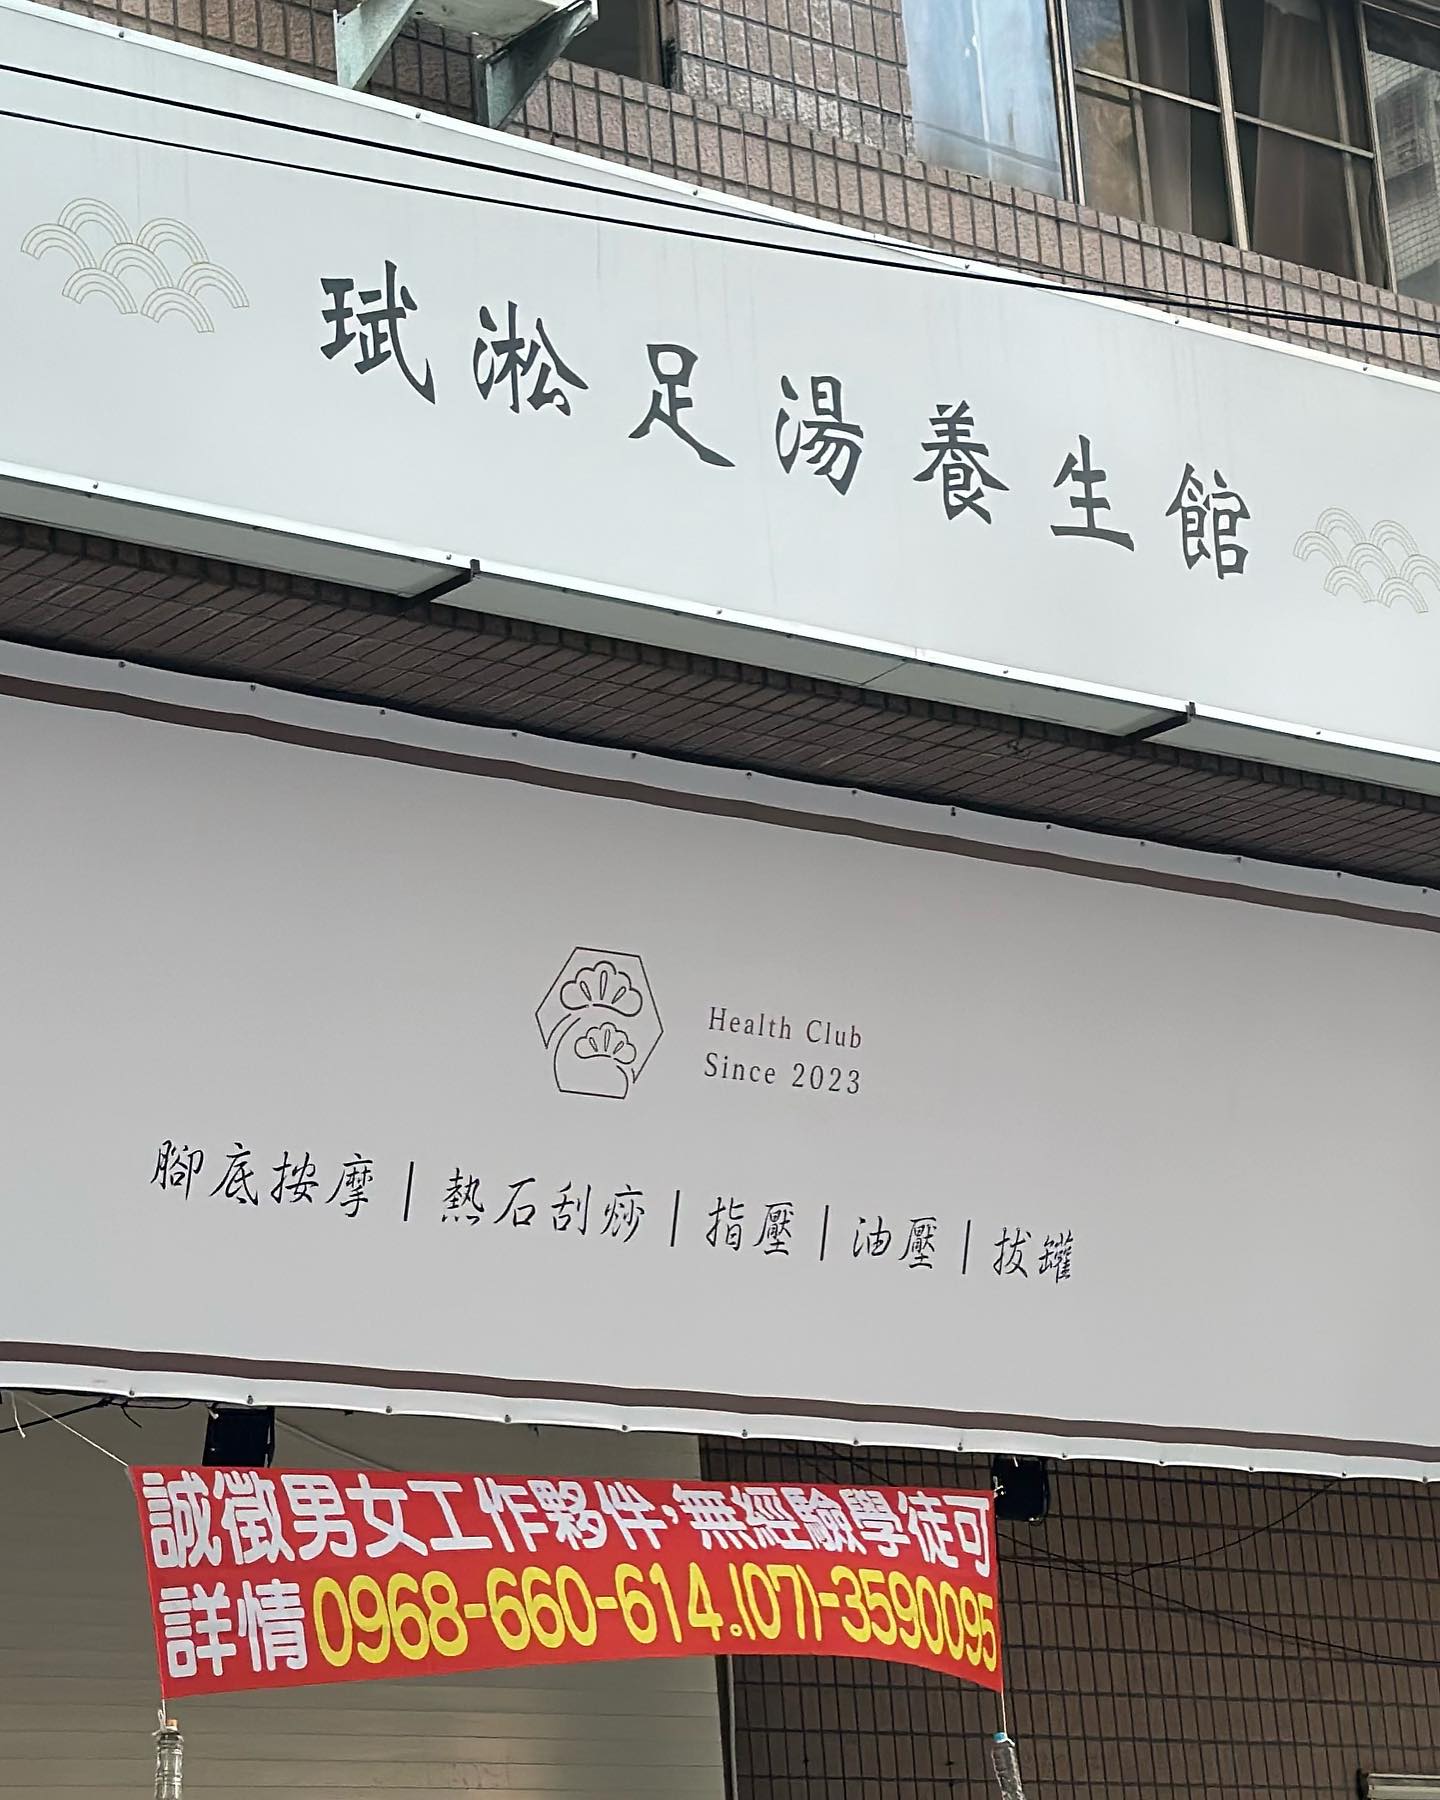 珷淞足湯養生館
Health Club
Since 2023
腳底按摩|熱石刮痧|指壓|油壓|拔罐
誠徵男女工作夥伴,無經驗學徒可
詳情0968-660-614.(07)-3590095